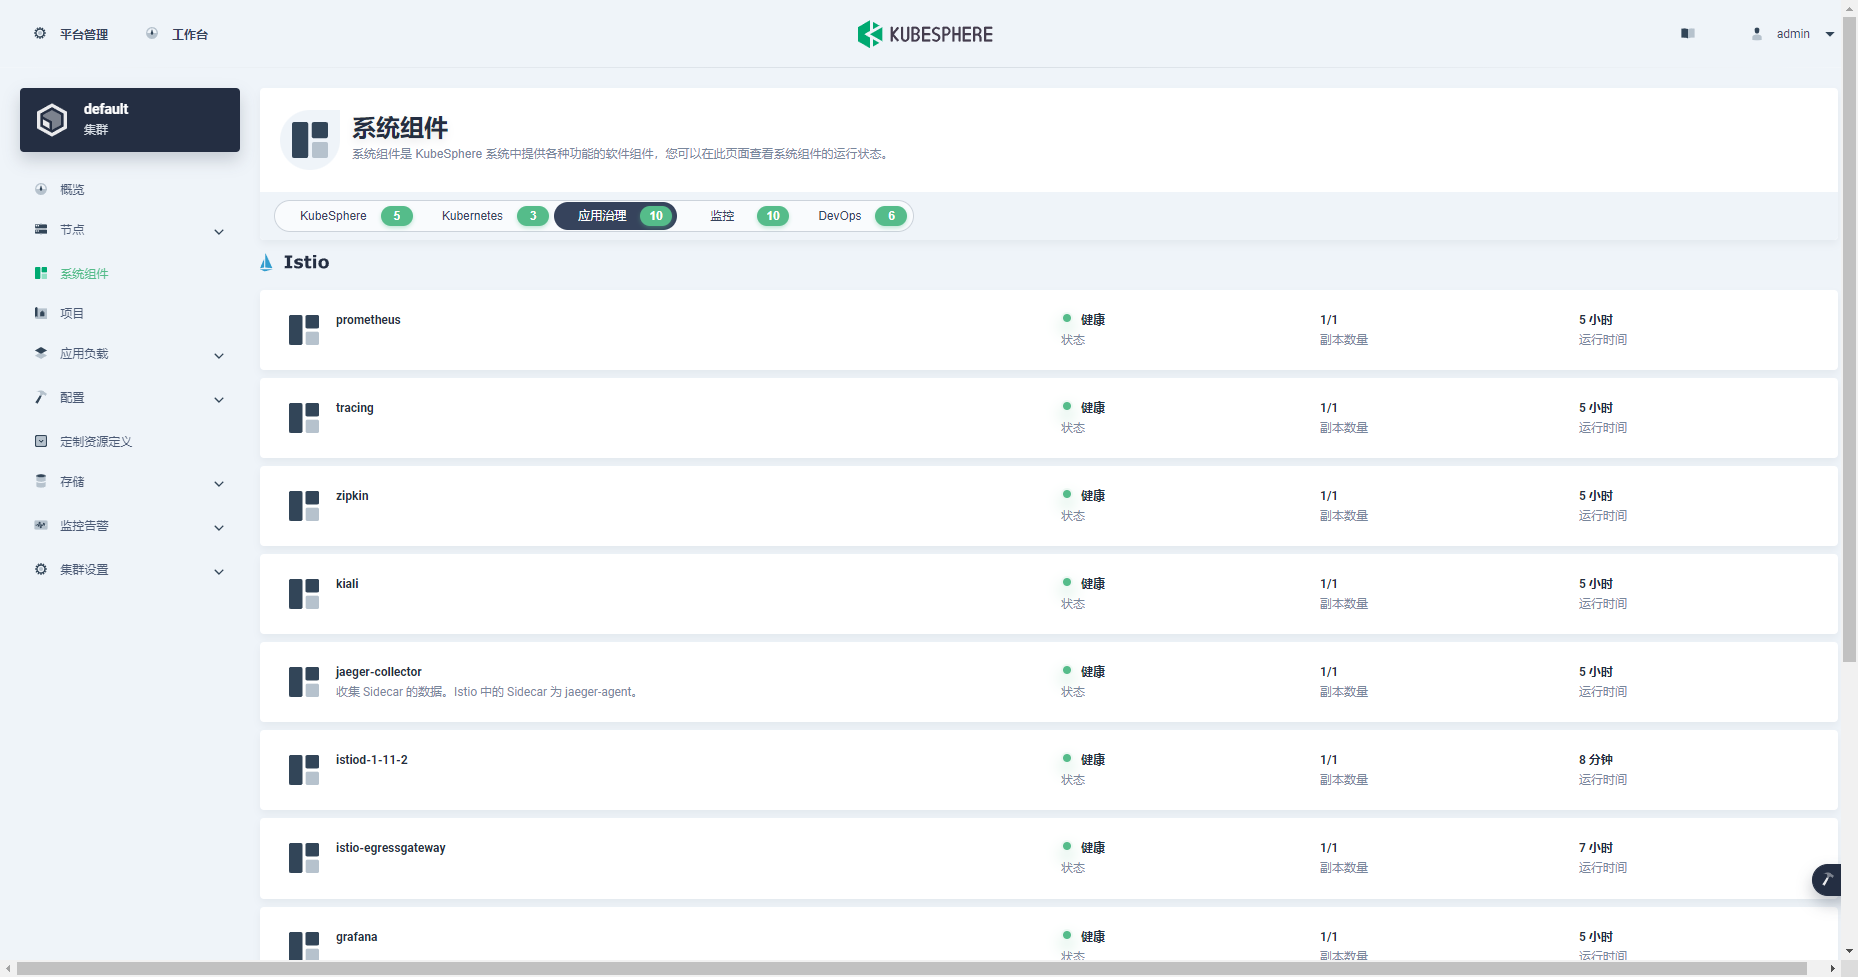 平台管理
工作台
KUBESPHERE
admin
default
集群
概览
节点
系统组件
项目
应用负载
配置
定制资源定义
存储
监控告警
集群设置
系统组件
系统组件是 KubeSphere 系统中提供各种功能的软件组件，您可以在此页面查看系统组件的运行状态。
KubeSphere 5 Kubernetes 3 应用治理 10 监控 10 DevOps 6
Istio
prometheus 健康 1/1 5 小时
状态 副本数量 运行时间
tracing 健康 1/1 5 小时
状态 副本数量 运行时间
zipkin 健康 1/1 5 小时
状态 副本数量 运行时间
kiali 健康 1/1 5 小时
状态 副本数量 运行时间
jaeger-collector 健康 1/1 5 小时
收集 Sidecar 的数据。Istio 中的 Sidecar 为 jaeger-agent。 状态 副本数量 运行时间
istiod-1-11-2 健康 1/1 8 分钟
状态 副本数量 运行时间
istio-egressgateway 健康 1/1 7 小时
状态 副本数量 运行时间
grafana 健康 1/1 5 小时
状态 副本数量 运行时间